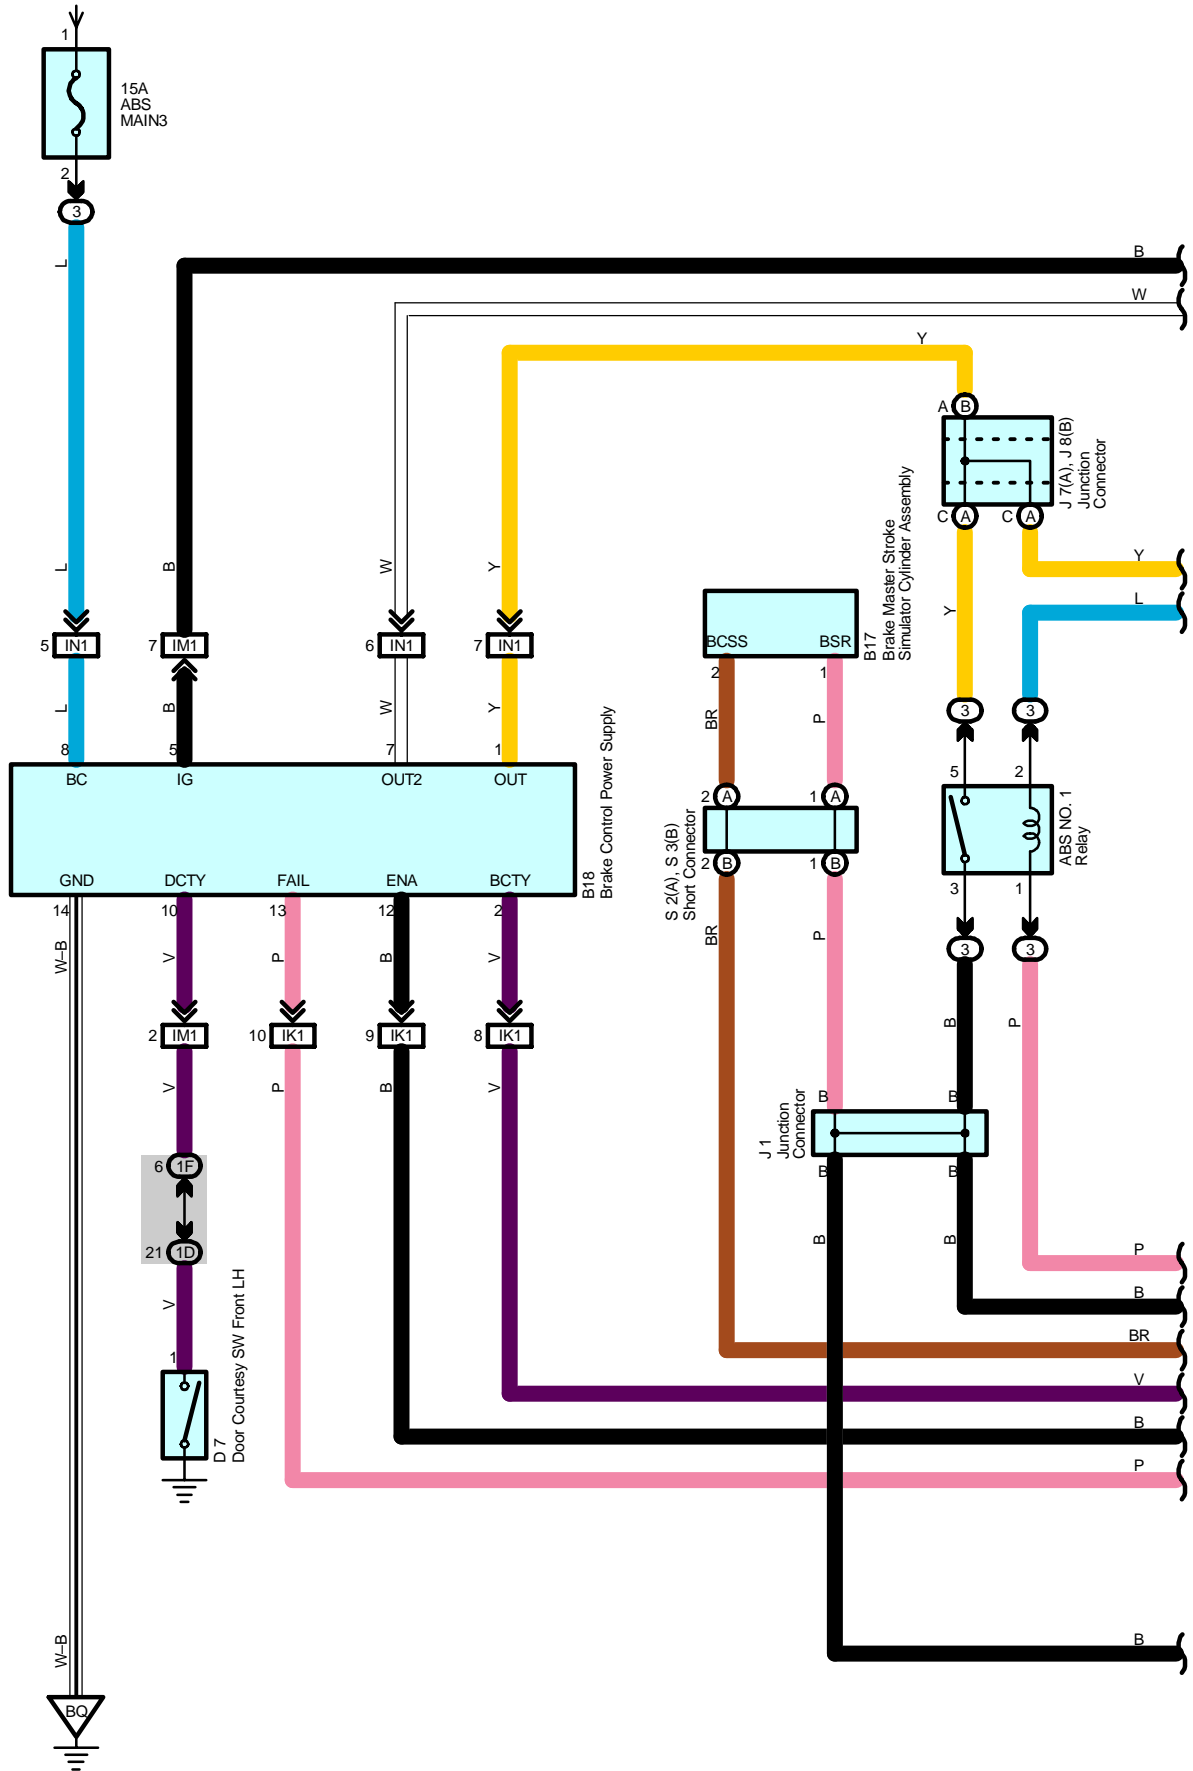 1
15A
ABS
MAIN3
2
3
L
B
W
Y
A B
J 7(A), J 8(B)
Junction
Connector
C A C A
L
B
W
Y
Y
L
Y
B17
Brake Master Stroke
Simulator Cylinder Assembly
BCSS BSR
5 IN1 7 IM1 6 IN1 7 IN1
2 1
L
B
W
Y
BR
P
3 3
8 5 7 1
BC IG OUT2 OUT
B18
Brake Control Power Supply
5 2
ABS NO. 1
Relay
2 A 1 A
S 2(A), S 3(B)
Short Connector
2 B 1 B
GND DCTY FAIL ENA BCTY
3 1
14 10 13 12 2
W–B
V
P
B
V
BR
P
3 3
2 IM1 10 IK1 9 IK1 8 IK1
B
P
V
P
B
V
B B
J 1
Junction
Connector
B B
6 1F
21 1D
B
B
P
B
V
BR
1
D 7
Door Courtesy SW Front LH
V
B
P
W–B
B
BQ